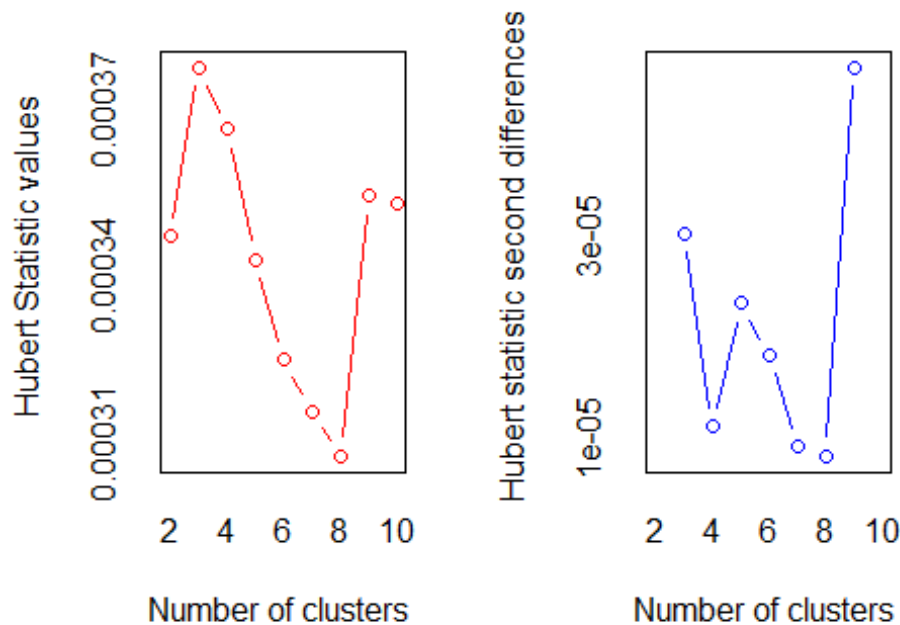 Hubert Statistic values
0.00037
0.00034
0.00031
2 4 6 8 10
Number of clusters
Hubert statistic second differences
3e-05
1e-05
2 4 6 8 10
Number of clusters